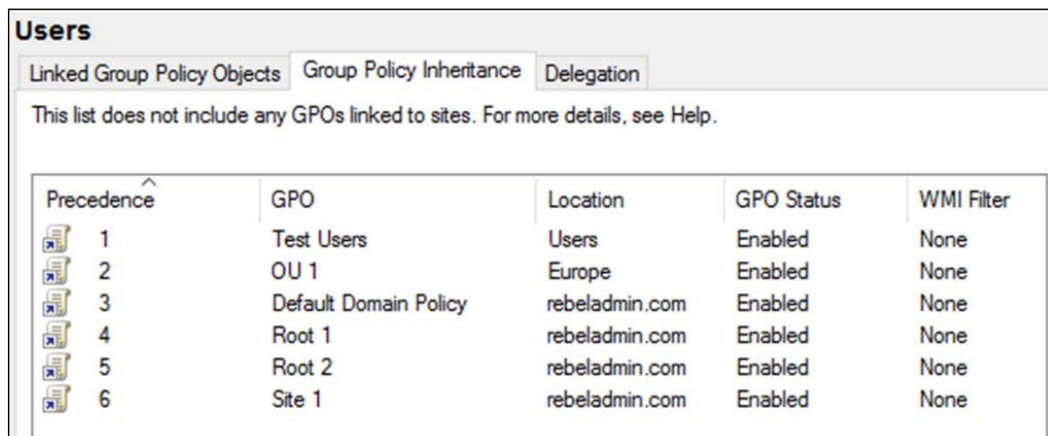 Users
Linked Group Policy Objects Group Policy Inheritance Delegation
This list does not include any GPOs linked to sites. For more details, see Help.
Precedence GPO Location GPO Status WMI Filter
1 Test Users Users Enabled None
2 OU 1 Europe Enabled None
3 Default Domain Policy rebeladmin.com Enabled None
4 Root 1 rebeladmin.com Enabled None
5 Root 2 rebeladmin.com Enabled None
6 Site 1 rebeladmin.com Enabled None